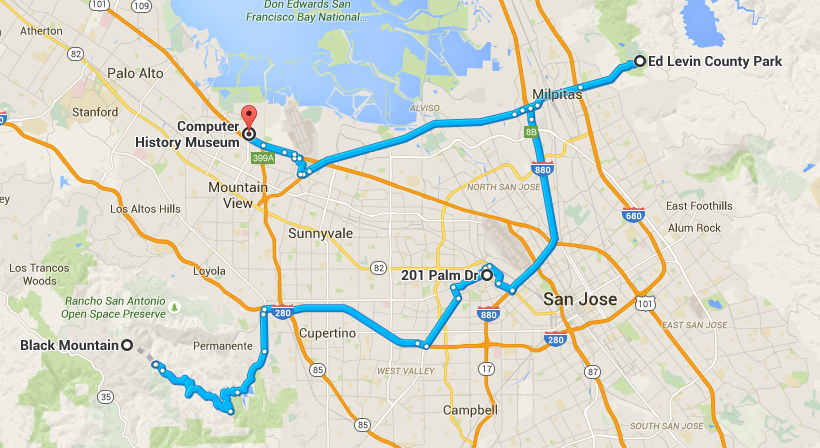 101
Atherton
82
Don Edwards San
Francisco Bay National...
Ed Levin County Park
Palo Alto
Milpitas
ALVISO
Stanford
Computer
History Museum
8B
399A
880
Mountain
View
NORTH SAN JOSE
Los Altos Hills
680
East Foothills
Alum Rock
Sunnyvale
Los Trancos
Woods
Loyola
82
201 Palm Dr
Rancho San Antonio
Open Space Preserve
280
San Jose
101
880
Cupertino
EAST SAN JOSE
Black Mountain
Permanente
280
WEST VALLEY
85
17
87
35
Campbell
85
SOUTH SAN JOSE